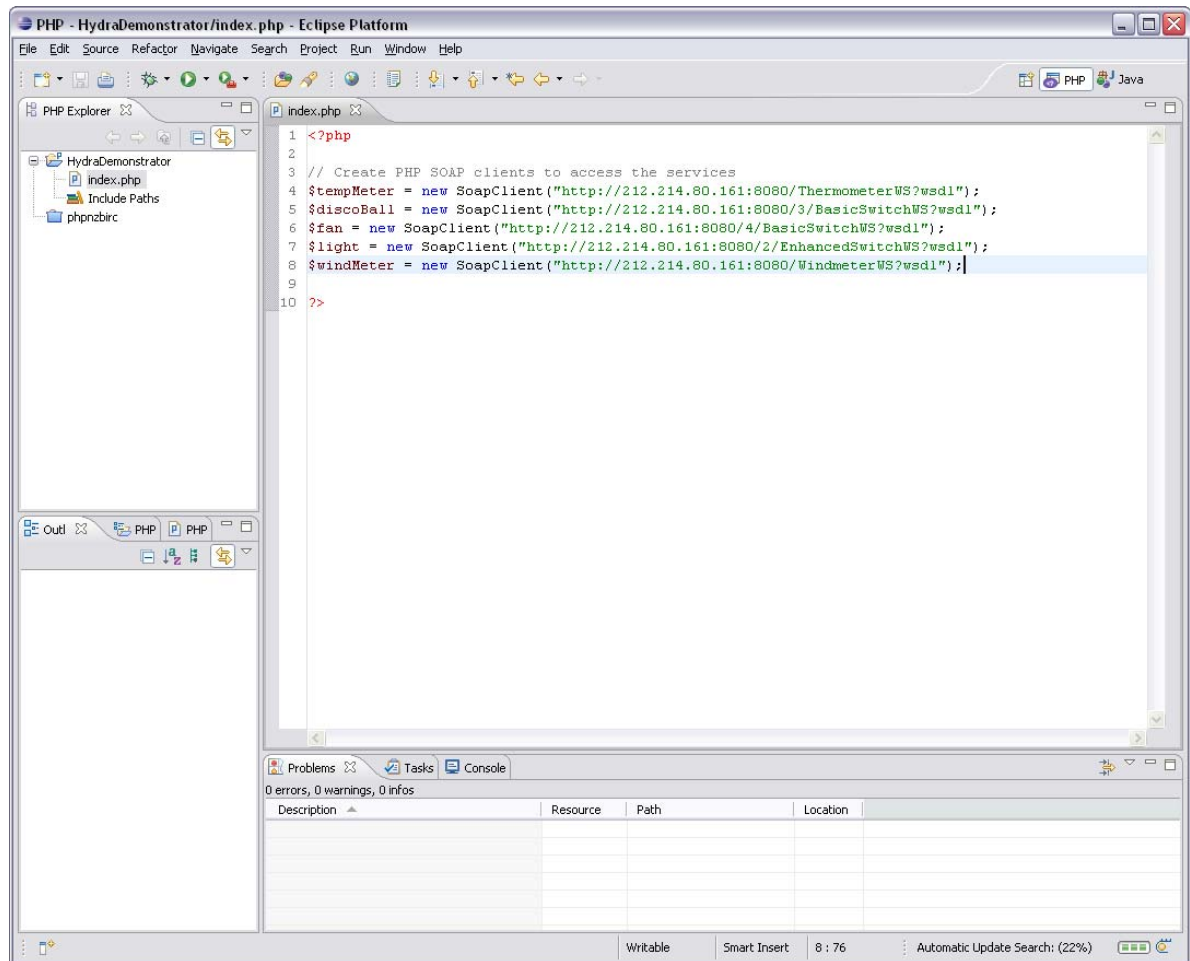 PHP - HydraDemonstrator/index.php - Eclipse Platform
File Edit Source Refactor Navigate Search Project Run Window Help
PHP Java
PHP Explorer
HydraDemonstrator
index.php
Include Paths
phpnzbirc
index.php
1 <?php
2
3 // Create PHP SOAP clients to access the services
4 $tempMeter = new SoapClient("http://212.214.80.161:8080/ThermometerWS?wsdl");
5 $discoBall = new SoapClient("http://212.214.80.161:8080/3/BasicSwitchWS?wsdl");
6 $fan = new SoapClient("http://212.214.80.161:8080/4/BasicSwitchWS?wsdl");
7 $light = new SoapClient("http://212.214.80.161:8080/2/EnhancedSwitchWS?wsdl");
8 $windMeter = new SoapClient("http://212.214.80.161:8080/WindmeterWS?wsdl");
9
10 ?>
Outl PHP PHP
Problems Tasks Console
0 errors, 0 warnings, 0 infos
Description Resource Path Location
Writable Smart Insert 8 : 76 Automatic Update Search: (22%)